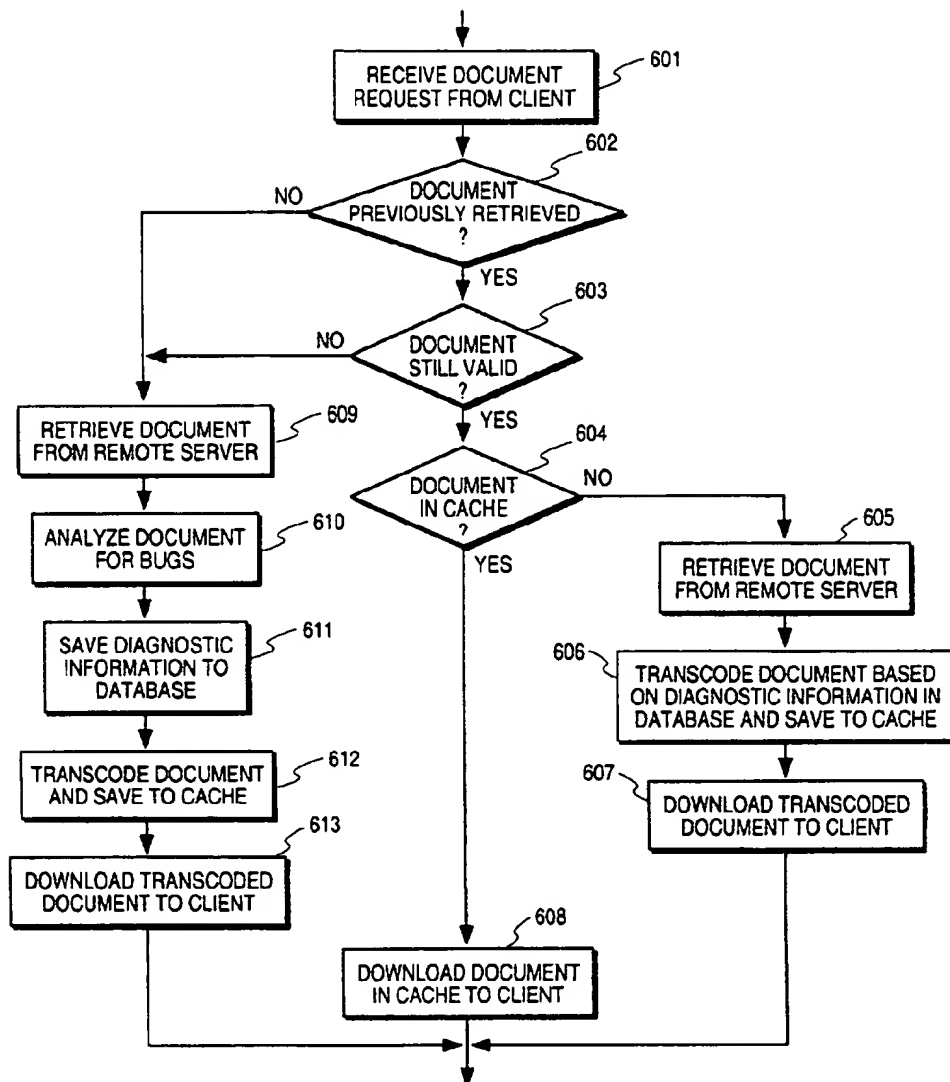 RECEIVE DOCUMENT
REQUEST FROM CLIENT
601
602
DOCUMENT
PREVIOUSLY RETRIEVED
?
NO
YES
603
DOCUMENT
STILL VALID
?
NO
YES
604
DOCUMENT
IN CACHE
?
NO
YES
609
RETRIEVE DOCUMENT
FROM REMOTE SERVER
610
ANALYZE DOCUMENT
FOR BUGS
611
SAVE DIAGNOSTIC
INFORMATION TO
DATABASE
612
TRANSCODE DOCUMENT
AND SAVE TO CACHE
613
DOWNLOAD TRANSCODED
DOCUMENT TO CLIENT
605
RETRIEVE DOCUMENT
FROM REMOTE SERVER
606
TRANSCODE DOCUMENT BASED
ON DIAGNOSTIC INFORMATION IN
DATABASE AND SAVE TO CACHE
607
DOWNLOAD TRANSCODED
DOCUMENT TO CLIENT
608
DOWNLOAD DOCUMENT
IN CACHE TO CLIENT